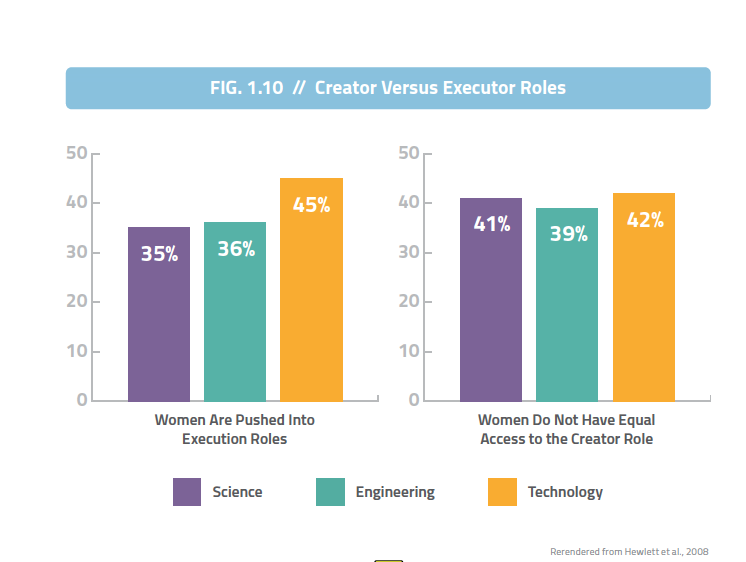 FIG. 1.10 // Creator Versus Executor Roles
50
40
30
20
10
0
35%
36%
45%
Women Are Pushed Into
Execution Roles
50
40
30
20
10
0
41%
39%
42%
Women Do Not Have Equal
Access to the Creator Role
Science
Engineering
Technology
Rerendered from Hewlett et al., 2008